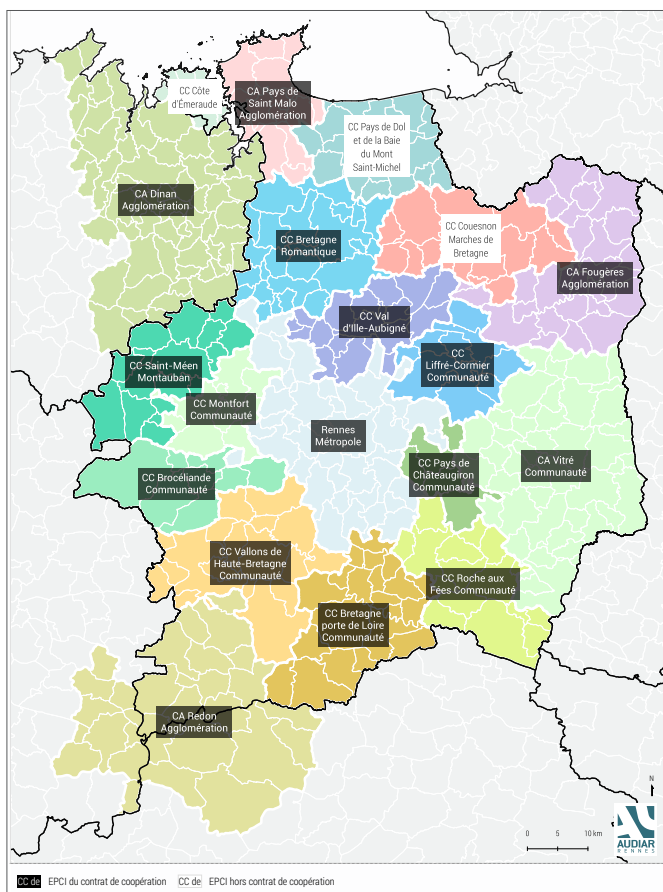 CC Côte
d'Émeraude
CA Pays de
Saint Malo
Agglomération
CC Pays de Dol
et de la Baie
du Mont
Saint-Michel
CA Dinan
Agglomération
CC Bretagne
Romantique
CC Couesnon
Marches de
Bretagne
CA Fougères
Agglomération
CC Val
d'Ille-Aubigné
CC Saint-Méen
Montauban
CC
Liffré-Cormier
Communauté
CC Montfort
Communauté
Rennes
Métropole
CC Pays de
Châteaugiron
Communauté
CA Vitré
Communauté
CC Brocéliande
Communauté
CC Vallons de
Haute-Bretagne
Communauté
CC Roche aux
Fées Communauté
CC Bretagne
porte de Loire
Communauté
CA Redon
Agglomération
N
0 5 10 km
AUDIAR
RENNES
CC de EPCI du contrat de coopération CC de EPCI hors contrat de coopération